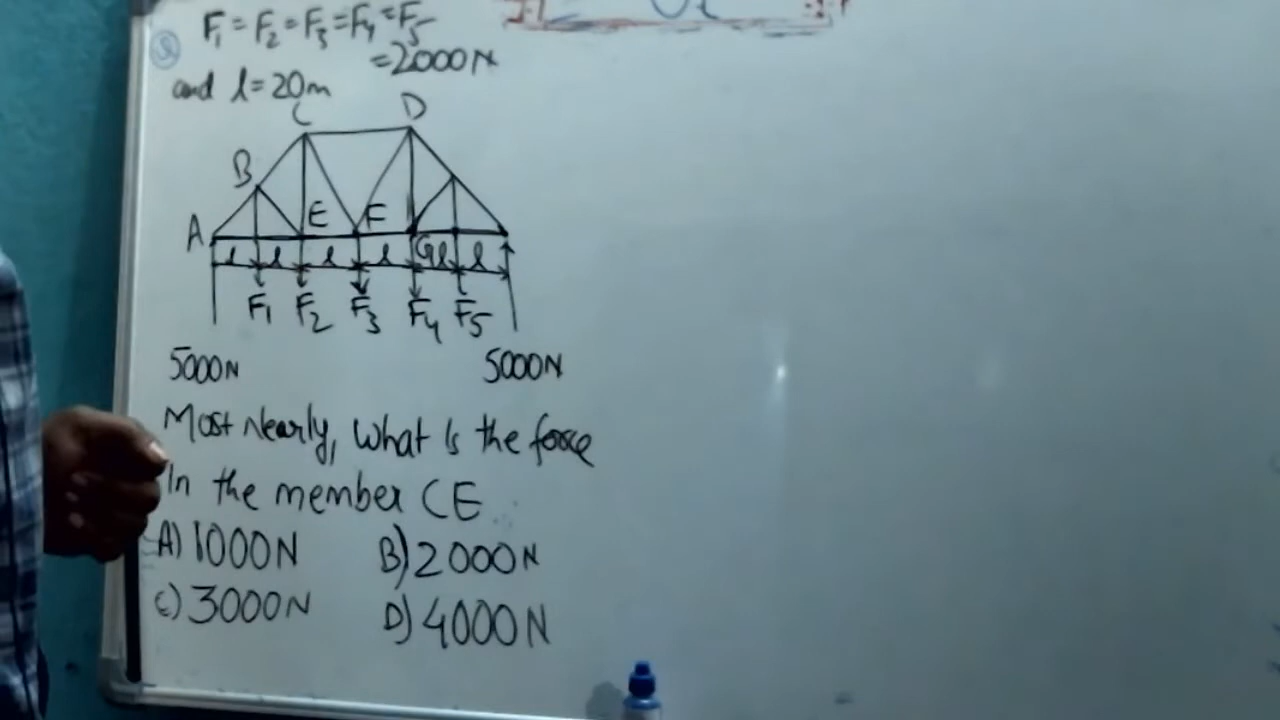 F₁ = F₂ = F₃ = F₄ = F₅
= 2000N
and l = 20m
C D
B
A E F
l l l l G l l
F₁ F₂ F₃ F₄ F₅
5000N 5000N
Most Nearly, What Is the force
In the member CE
A) 1000N B) 2000N
C) 3000N D) 4000N